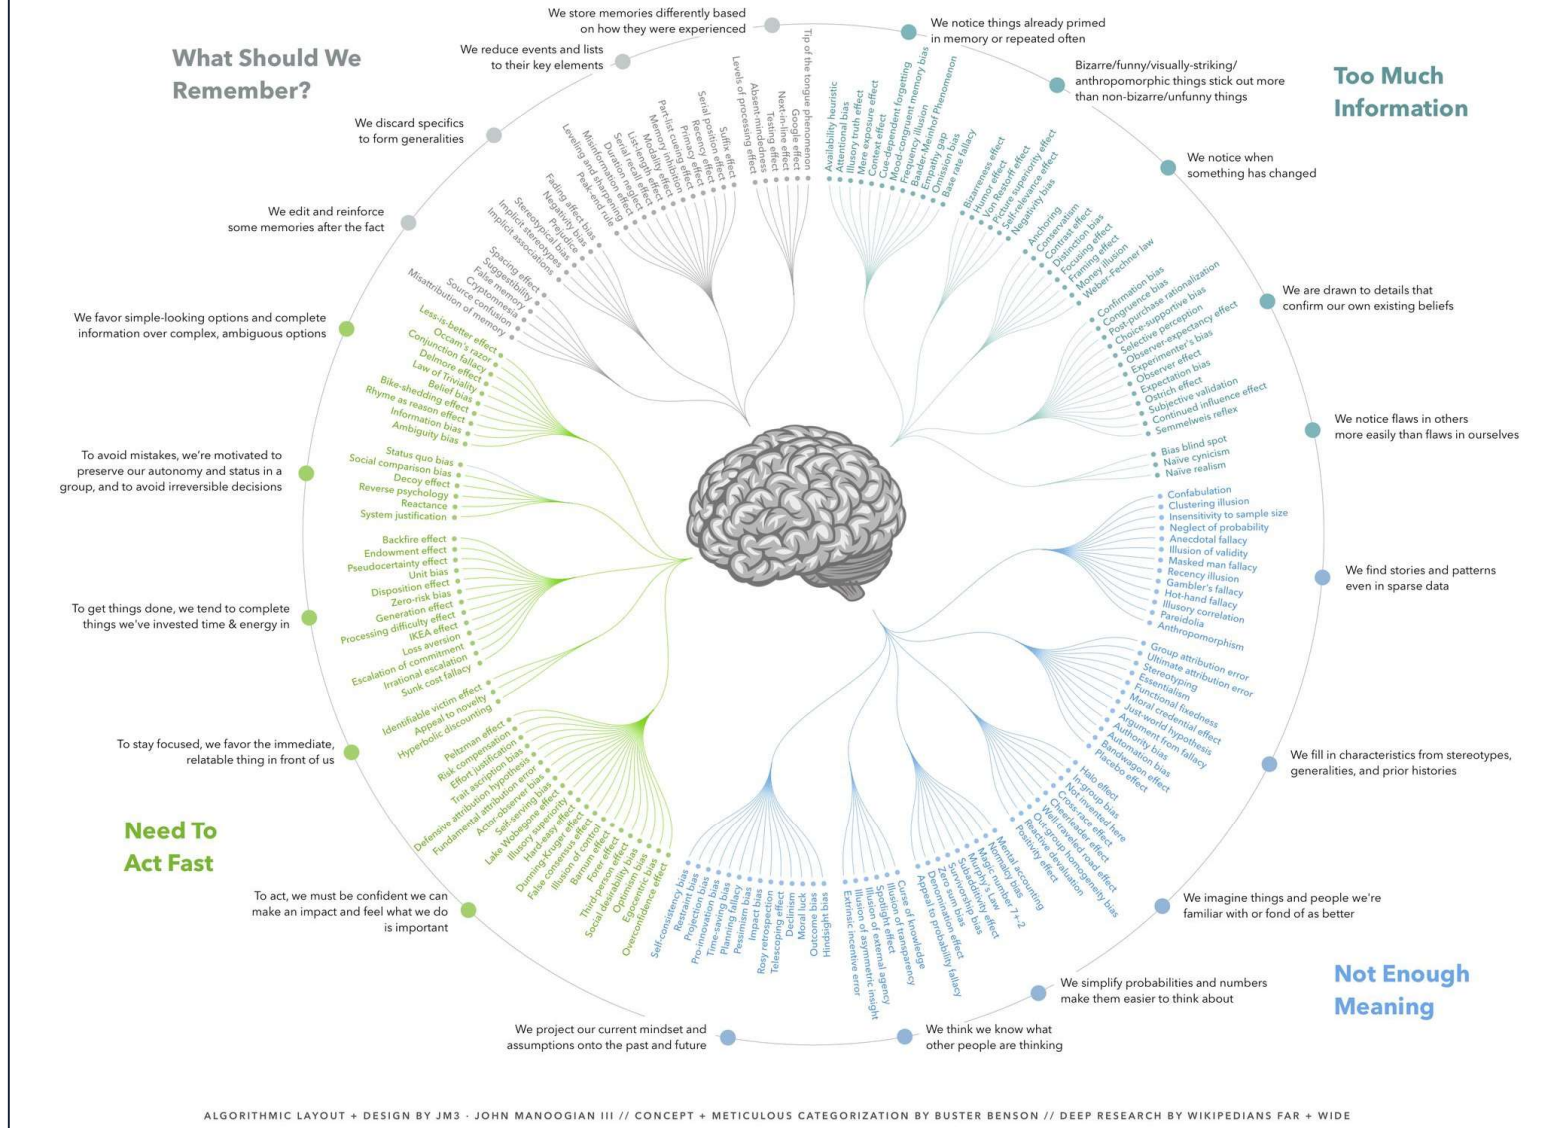 What Should We
Remember?
We store memories differently based
on how they were experienced
We reduce events and lists
to their key elements
We discard specifics
to form generalities
We edit and reinforce
some memories after the fact
Tip of the tongue phenomenon
Google effect
Next-in-line effect
Testing effect
Absent-mindedness
Levels of processing effect
Suffix effect
Serial position effect
Recency effect
Primacy effect
Part-list cueing effect
Memory inhibition
Modality effect
List-length effect
Serial recall effect
Duration neglect
Misinformation effect
Leveling and sharpening
Peak-end rule
Fading affect bias
Negativity bias
Prejudice
Stereotypical bias
Implicit stereotypes
Implicit associations
Spacing effect
Suggestibility
False memory
Cryptomnesia
Source confusion
Misattribution of memory
Too Much
Information
We notice things already primed
in memory or repeated often
Bizarre/funny/visually-striking/
anthropomorphic things stick out more
than non-bizarre/unfunny things
We notice when
something has changed
We are drawn to details that
confirm our own existing beliefs
We notice flaws in others
more easily than flaws in ourselves
Availability heuristic
Attentional bias
Illusory truth effect
Mere exposure effect
Context effect
Cue-dependent forgetting
Mood-congruent memory bias
Frequency illusion
Baader-Meinhof Phenomenon
Empathy gap
Omission bias
Base rate fallacy
Bizarreness effect
Humor effect
Von Restorff effect
Picture superiority effect
Self-relevance effect
Negativity bias
Anchoring
Conservatism
Contrast effect
Distinction bias
Focusing effect
Framing effect
Money illusion
Weber-Fechner law
Confirmation bias
Congruence bias
Post-purchase rationalization
Choice-supportive bias
Selective perception
Observer-expectancy effect
Experimenter's bias
Observer effect
Expectation bias
Ostrich effect
Subjective validation
Continued influence effect
Semmelweis reflex
Bias blind spot
Naïve cynicism
Naïve realism
Confabulation
Clustering illusion
Insensitivity to sample size
Neglect of probability
Anecdotal fallacy
Illusion of validity
Masked man fallacy
Recency illusion
Gambler's fallacy
Hot-hand fallacy
Illusory correlation
Pareidolia
Anthropomorphism
Group attribution error
Ultimate attribution error
Stereotyping
Essentialism
Functional fixedness
Moral credential effect
Just-world hypothesis
Argument from fallacy
Authority bias
Automation bias
Bandwagon effect
Placebo effect
Halo effect
In-group bias
Not invented here
Cross-race effect
Cheerleader effect
Well-traveled road effect
Out-group homogeneity bias
Reactive devaluation
Positivity effect
Mental accounting
Normalcy bias
Magic number 7+-2
Murphy's Law
Subadditivity effect
Survivorship bias
Zero sum bias
Denomination effect
Appeal to probability fallacy
Curse of knowledge
Illusion of transparency
Spotlight effect
Illusion of external agency
Illusion of asymmetric insight
Extrinsic incentive error
Hindsight bias
Outcome bias
Moral luck
Declinism
Telescoping effect
Rosy retrospection
Impact bias
Pessimism bias
Planning fallacy
Time-saving bias
Pro-innovation bias
Projection bias
Restraint bias
Self-consistency bias
We find stories and patterns
even in sparse data
We fill in characteristics from stereotypes,
generalities, and prior histories
We imagine things and people we're
familiar with or fond of as better
We simplify probabilities and numbers
make them easier to think about
We think we know what
other people are thinking
We project our current mindset and
assumptions onto the past and future
Not Enough
Meaning
We favor simple-looking options and complete
information over complex, ambiguous options
To avoid mistakes, we're motivated to
preserve our autonomy and status in a
group, and to avoid irreversible decisions
To get things done, we tend to complete
things we've invested time & energy in
To stay focused, we favor the immediate,
relatable thing in front of us
To act, we must be confident we can
make an impact and feel what we do
is important
Need To
Act Fast
Less-is-better effect
Occam's razor
Conjunction fallacy
Delmore effect
Law of Triviality
Bike-shedding effect
Belief bias
Rhyme as reason effect
Information bias
Ambiguity bias
Status quo bias
Social comparison bias
Decoy effect
Reverse psychology
Reactance
System justification
Backfire effect
Endowment effect
Pseudocertainty effect
Unit bias
Disposition effect
Zero-risk bias
Generation effect
Processing difficulty effect
IKEA effect
Loss aversion
Escalation of commitment
Irrational escalation
Sunk cost fallacy
Identifiable victim effect
Appeal to novelty
Hyperbolic discounting
Peltzman effect
Risk compensation
Effort justification
Trait ascription bias
Defensive attribution hypothesis
Fundamental attribution error
Actor-observer bias
Self-serving bias
Lake Wobegone effect
Illusory superiority
Hard-easy effect
Dunning-Kruger effect
False consensus effect
Illusion of control
Barnum effect
Forer effect
Third-person effect
Social desirability bias
Optimism bias
Egocentric bias
Overconfidence effect
ALGORITHMIC LAYOUT + DESIGN BY JM3 · JOHN MANOOGIAN III // CONCEPT + METICULOUS CATEGORIZATION BY BUSTER BENSON // DEEP RESEARCH BY WIKIPEDIANS FAR + WIDE